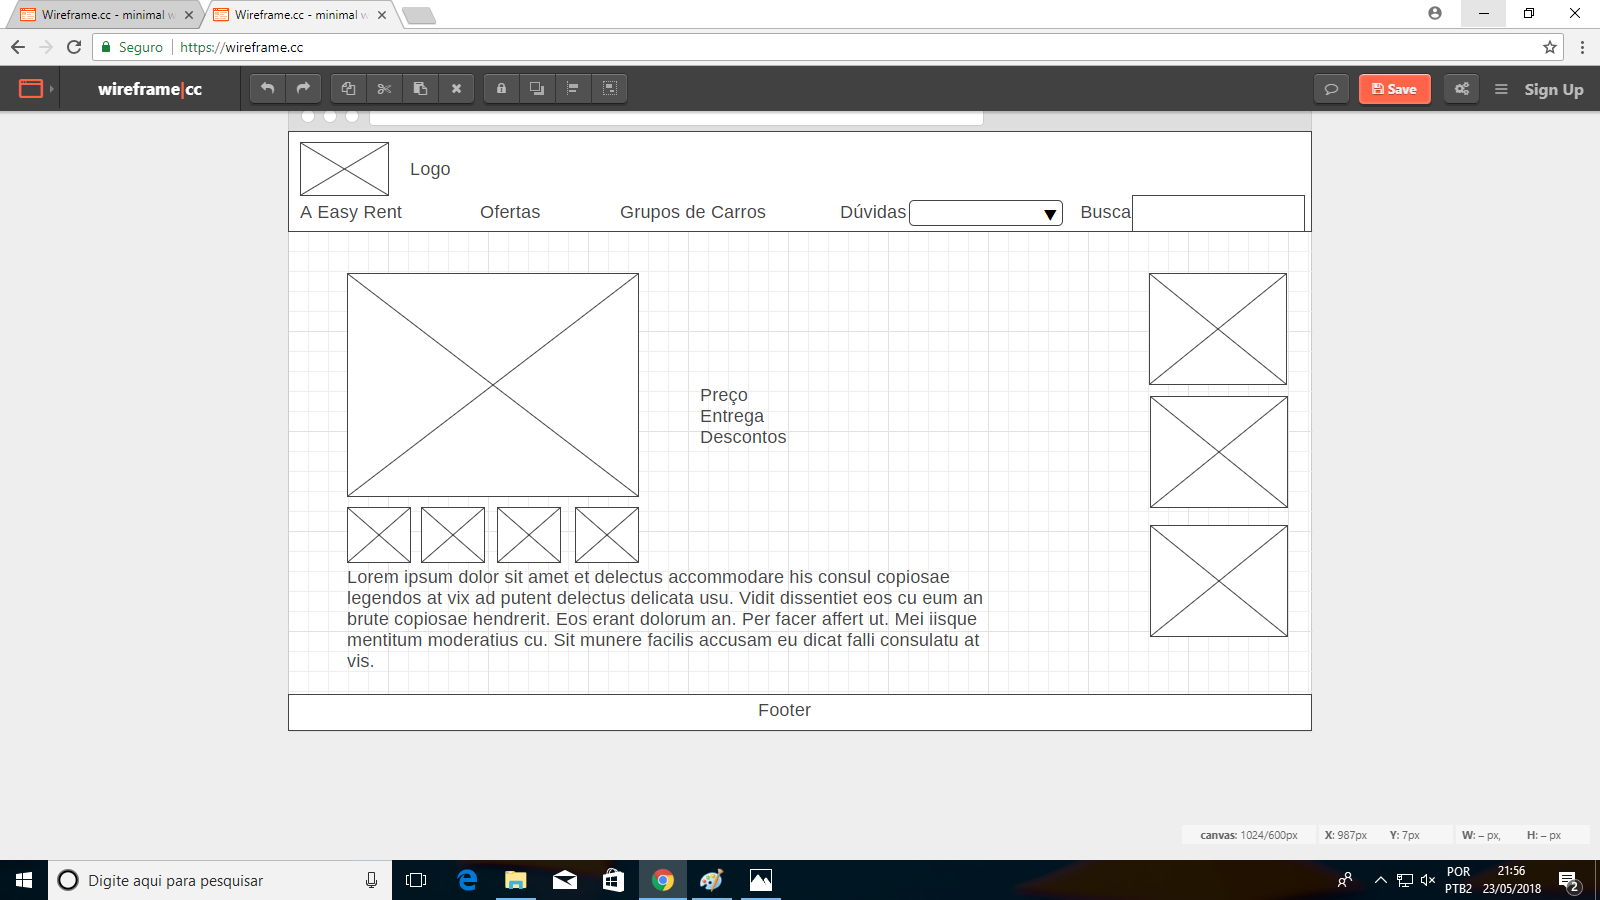 Wireframe.cc - minimal w
Wireframe.cc - minimal w
Seguro
https://wireframe.cc
wireframe|cc
Save
Sign Up
Logo
A Easy Rent
Ofertas
Grupos de Carros
Dúvidas
Busca
Preço
Entrega
Descontos
Lorem ipsum dolor sit amet et delectus accommodare his consul copiosae
legendos at vix ad putent delectus delicata usu. Vidit dissentiet eos cu eum an
brute copiosae hendrerit. Eos erant dolorum an. Per facer affert ut. Mei iisque
mentitum moderatius cu. Sit munere facilis accusam eu dicat falli consulatu at
vis.
Footer
canvas: 1024/600px
X: 987px
Y: 7px
W: – px,
H: – px
Digite aqui para pesquisar
POR
PTB2
21:56
23/05/2018
2